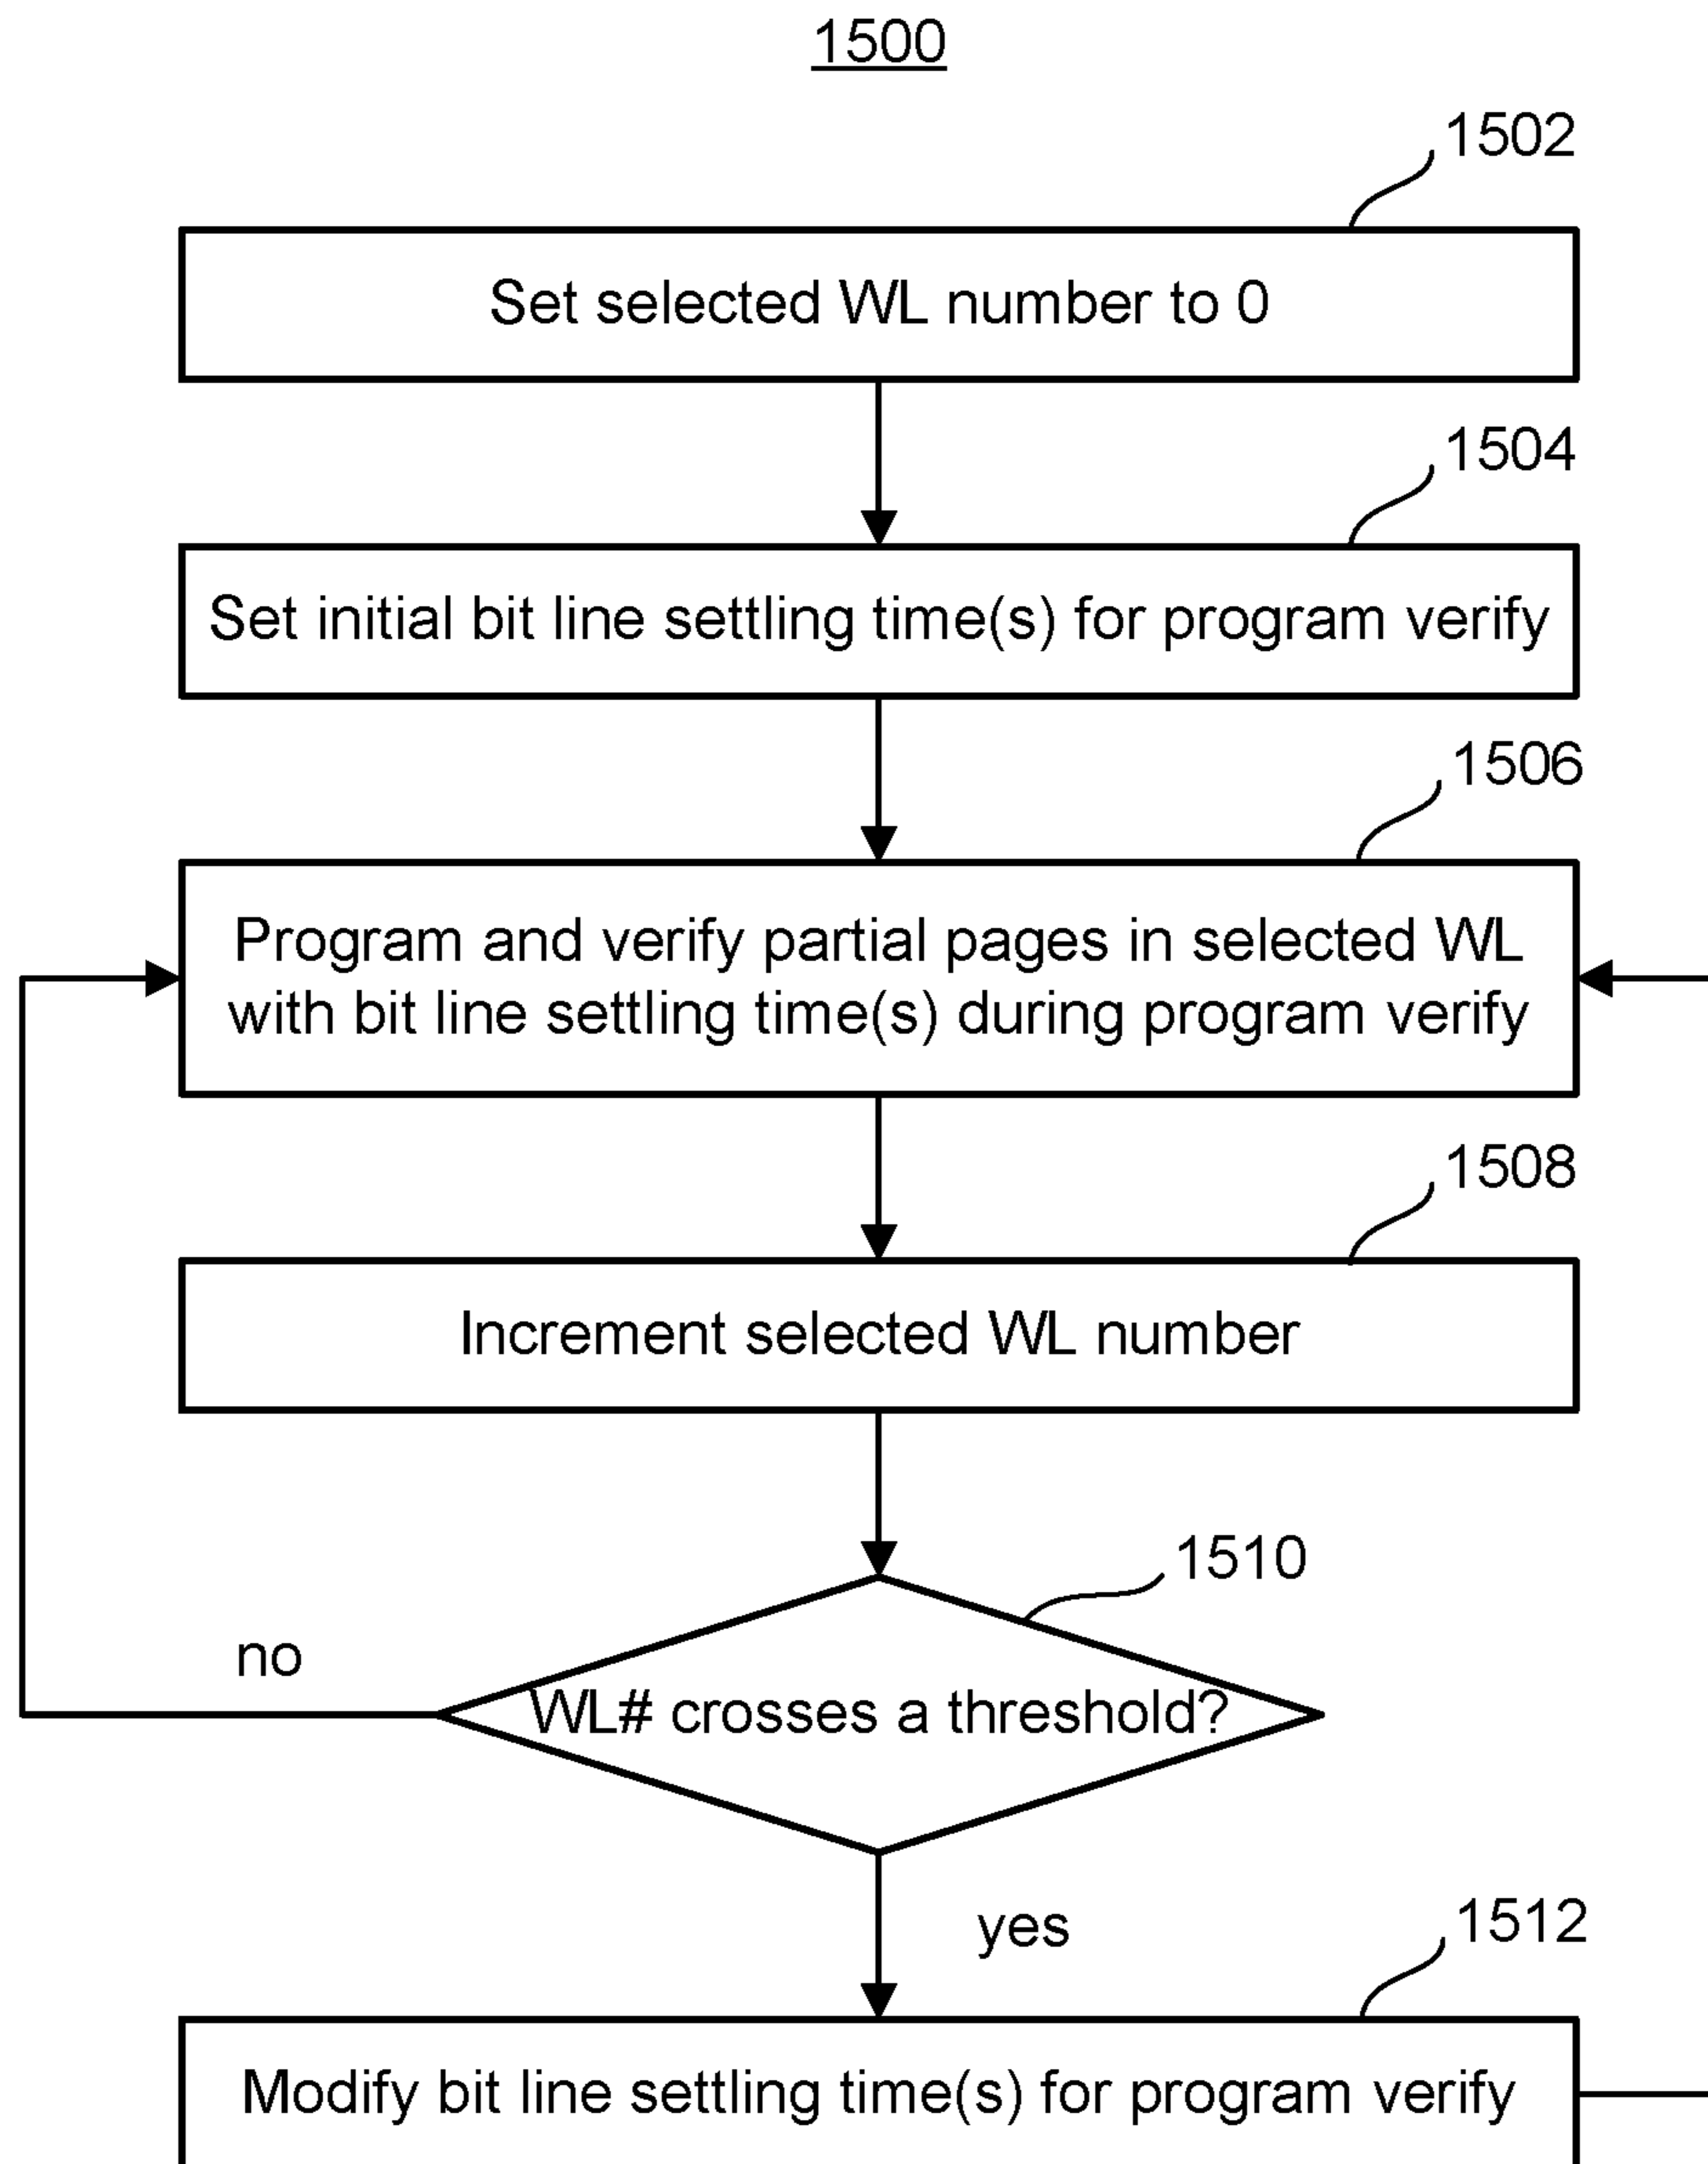 1500
1502
Set selected WL number to 0
1504
Set initial bit line settling time(s) for program verify
1506
Program and verify partial pages in selected WL
with bit line settling time(s) during program verify
1508
Increment selected WL number
1510
no
WL# crosses a threshold?
yes
1512
Modify bit line settling time(s) for program verify